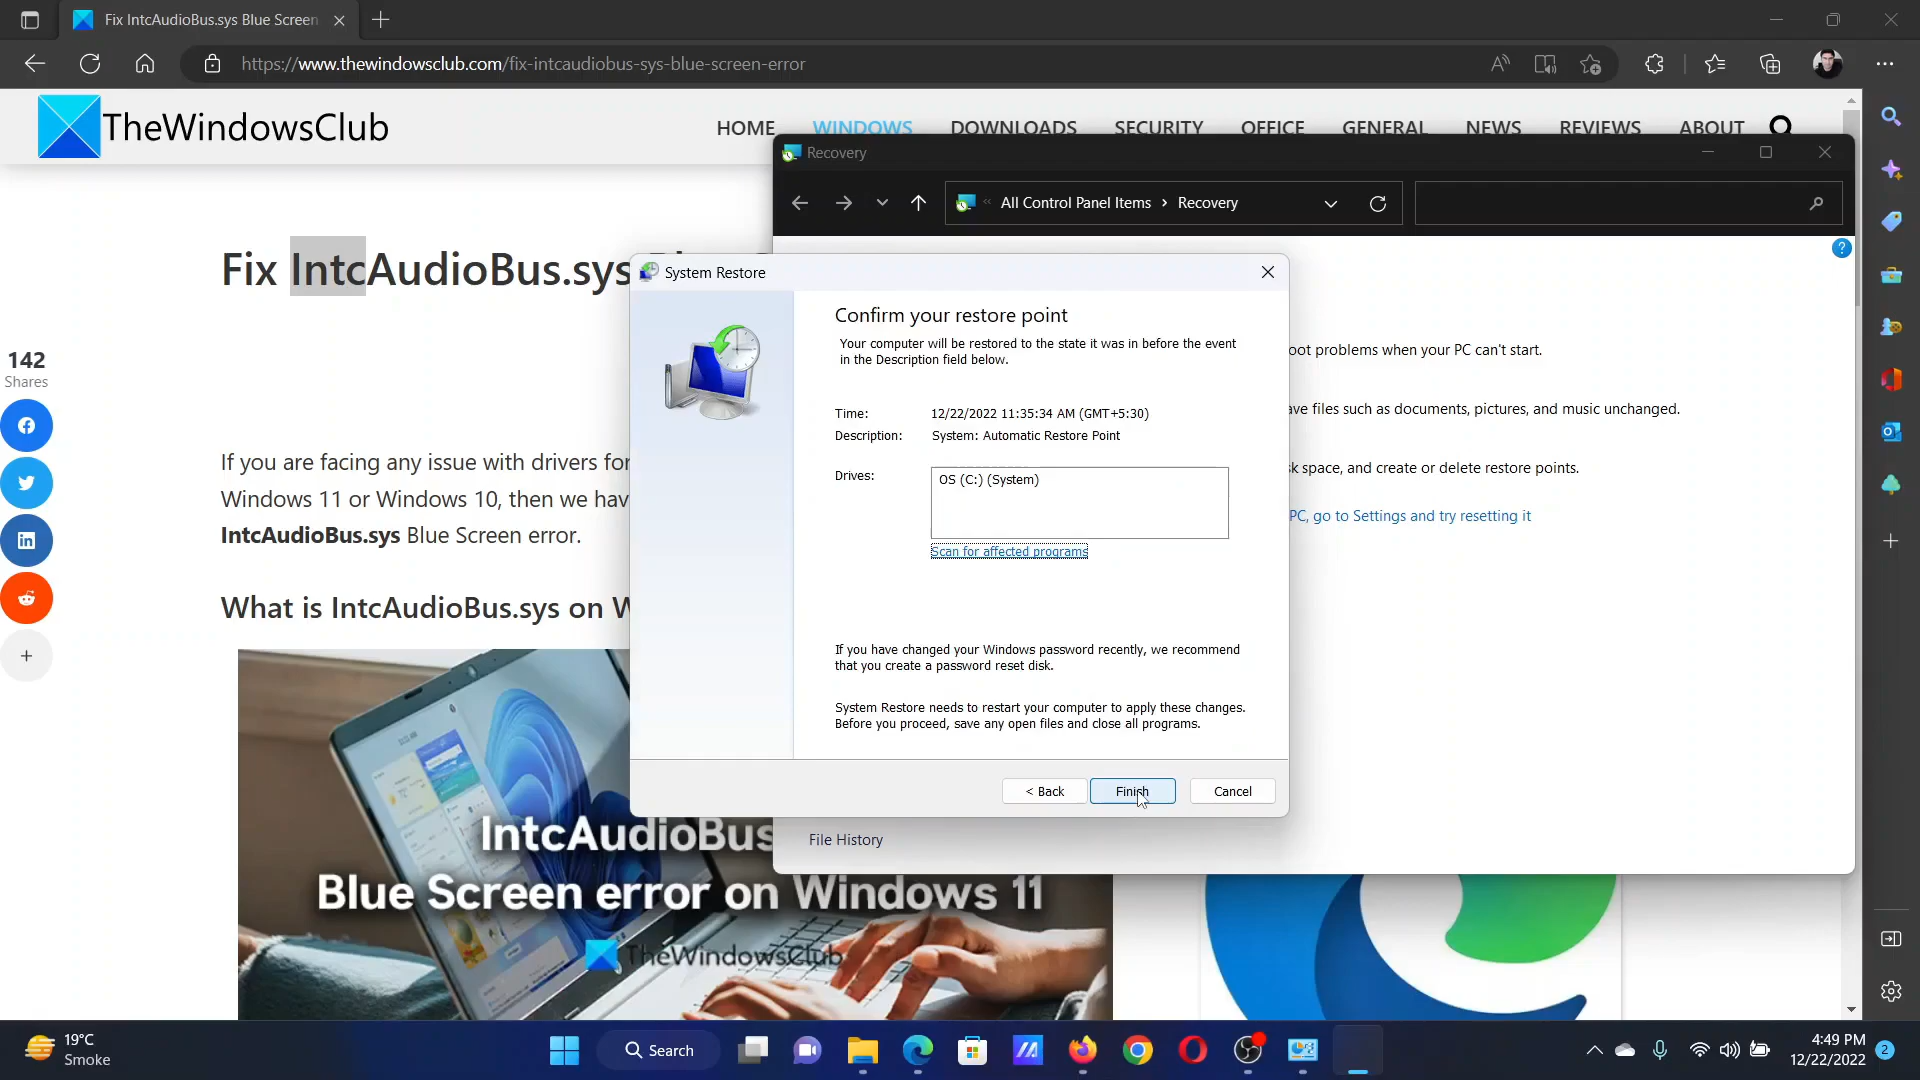 Fix IntcAudioBus.sys Blue Screen
https://www.thewindowsclub.com/fix-intcaudiobus-sys-blue-screen-error
TheWindowsClub
HOME
WINDOWS
DOWNLOADS
SECURITY
OFFICE
GENERAL
NEWS
REVIEWS
ABOUT
Recovery
All Control Panel Items
Recovery
Fix IntcAudioBus.sys
System Restore
Confirm your restore point
Your computer will be restored to the state it was in before the event
in the Description field below.
oot problems when your PC can't start.
142
Shares
Time: 12/22/2022 11:35:34 AM (GMT+5:30)
ave files such as documents, pictures, and music unchanged.
Description: System: Automatic Restore Point
If you are facing any issue with drivers for
sk space, and create or delete restore points.
Drives: OS (C:) (System)
Windows 11 or Windows 10, then we hav
PC, go to Settings and try resetting it
IntcAudioBus.sys Blue Screen error.
Scan for affected programs
What is IntcAudioBus.sys on W
If you have changed your Windows password recently, we recommend
that you create a password reset disk.
System Restore needs to restart your computer to apply these changes.
Before you proceed, save any open files and close all programs.
< Back
Finish
Cancel
File History
IntcAudioBus
Blue Screen error on Windows 11
TheWindowsClub
19°C
Smoke
Search
4:49 PM
12/22/2022
2